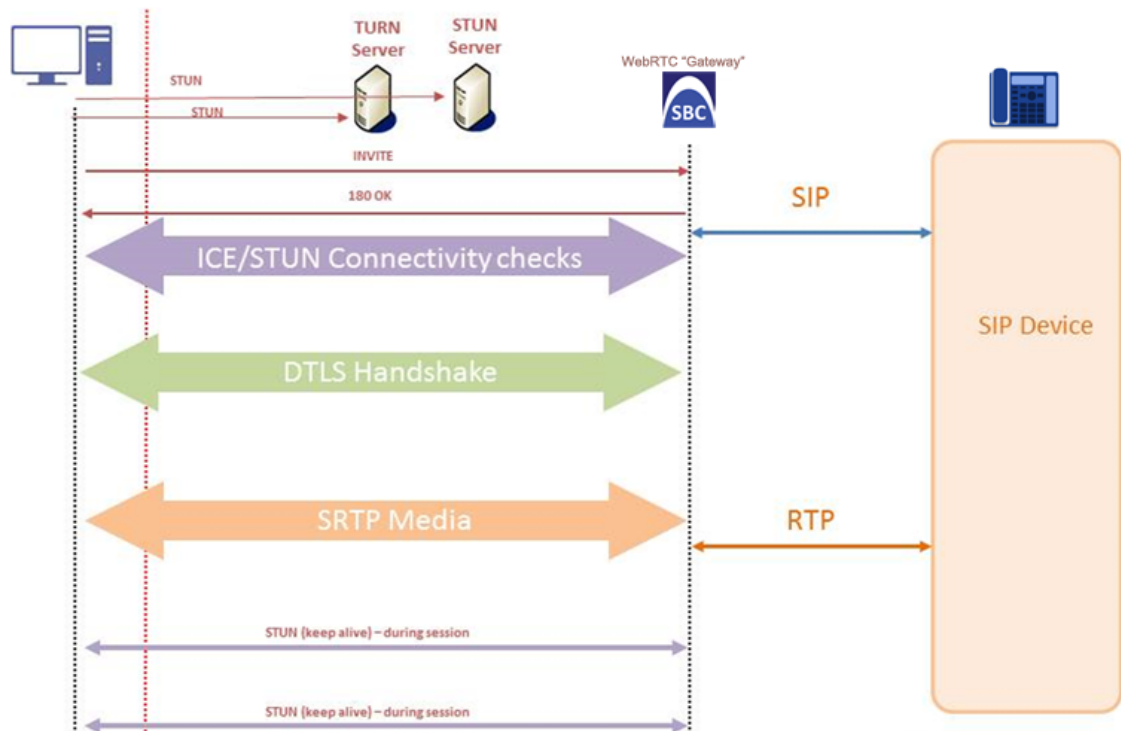 TURN
Server
STUN
Server
WebRTC "Gateway"
SBC
STUN
STUN
INVITE
180 OK
SIP
ICE/STUN Connectivity checks
SIP Device
DTLS Handshake
SRTP Media
RTP
STUN (keep alive) – during session
STUN (keep alive) – during session